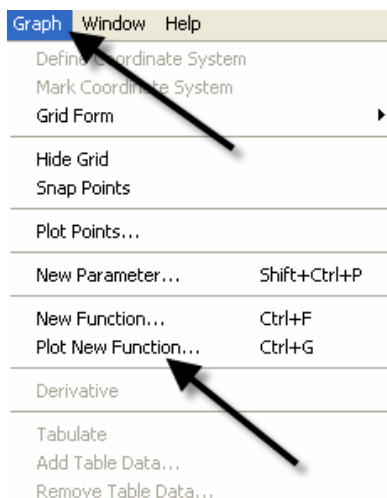 Graph Window Help
Define Coordinate System
Mark Coordinate System
Grid Form
Hide Grid
Snap Points
Plot Points...
New Parameter... Shift+Ctrl+P
New Function... Ctrl+F
Plot New Function... Ctrl+G
Derivative
Tabulate
Add Table Data...
Remove Table Data...